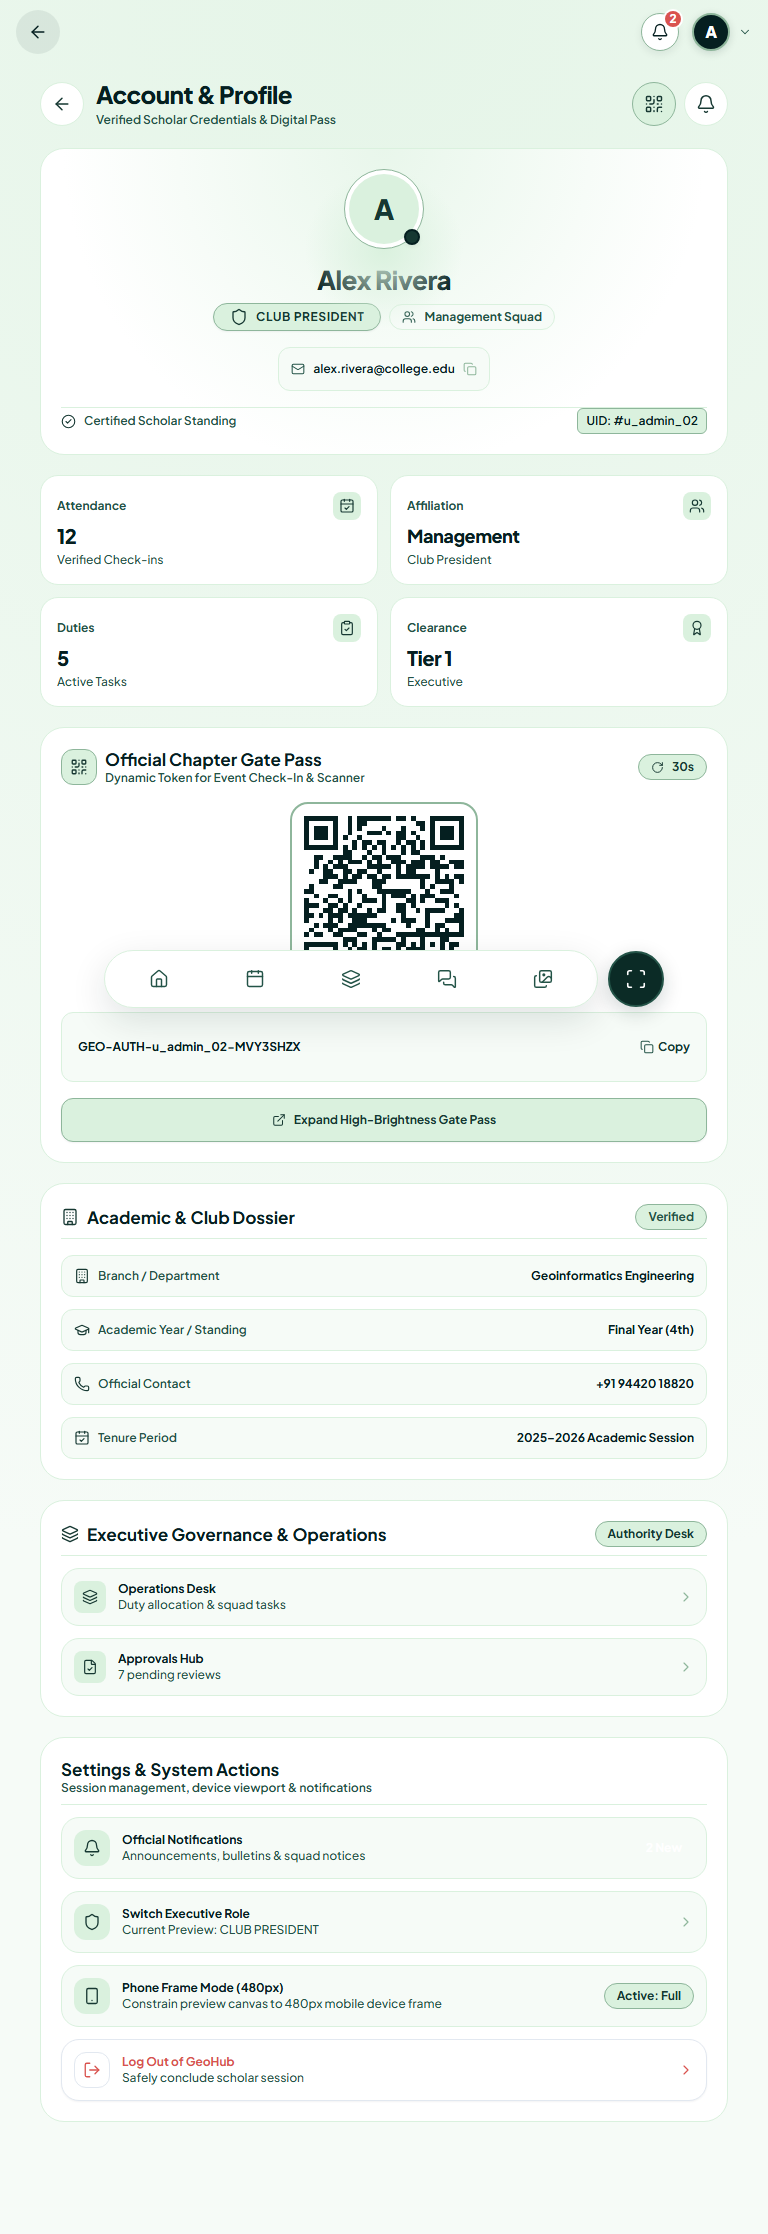 2
A
Account & Profile
Verified Scholar Credentials & Digital Pass
A
Alex Rivera
CLUB PRESIDENT
Management Squad
alex.rivera@college.edu
Certified Scholar Standing
UID: #u_admin_02
Attendance
12
Verified Check-ins
Affiliation
Management
Club President
Duties
5
Active Tasks
Clearance
Tier 1
Executive
Official Chapter Gate Pass
Dynamic Token for Event Check-In & Scanner
30s
GEO-AUTH-u_admin_02-MVY3SHZX
Copy
Expand High-Brightness Gate Pass
Academic & Club Dossier
Verified
Branch / Department
Geoinformatics Engineering
Academic Year / Standing
Final Year (4th)
Official Contact
+91 94420 18820
Tenure Period
2025–2026 Academic Session
Executive Governance & Operations
Authority Desk
Operations Desk
Duty allocation & squad tasks
Approvals Hub
7 pending reviews
Settings & System Actions
Session management, device viewport & notifications
Official Notifications
Announcements, bulletins & squad notices
2 New
Switch Executive Role
Current Preview: CLUB PRESIDENT
Phone Frame Mode (480px)
Constrain preview canvas to 480px mobile device frame
Active: Full
Log Out of GeoHub
Safely conclude scholar session